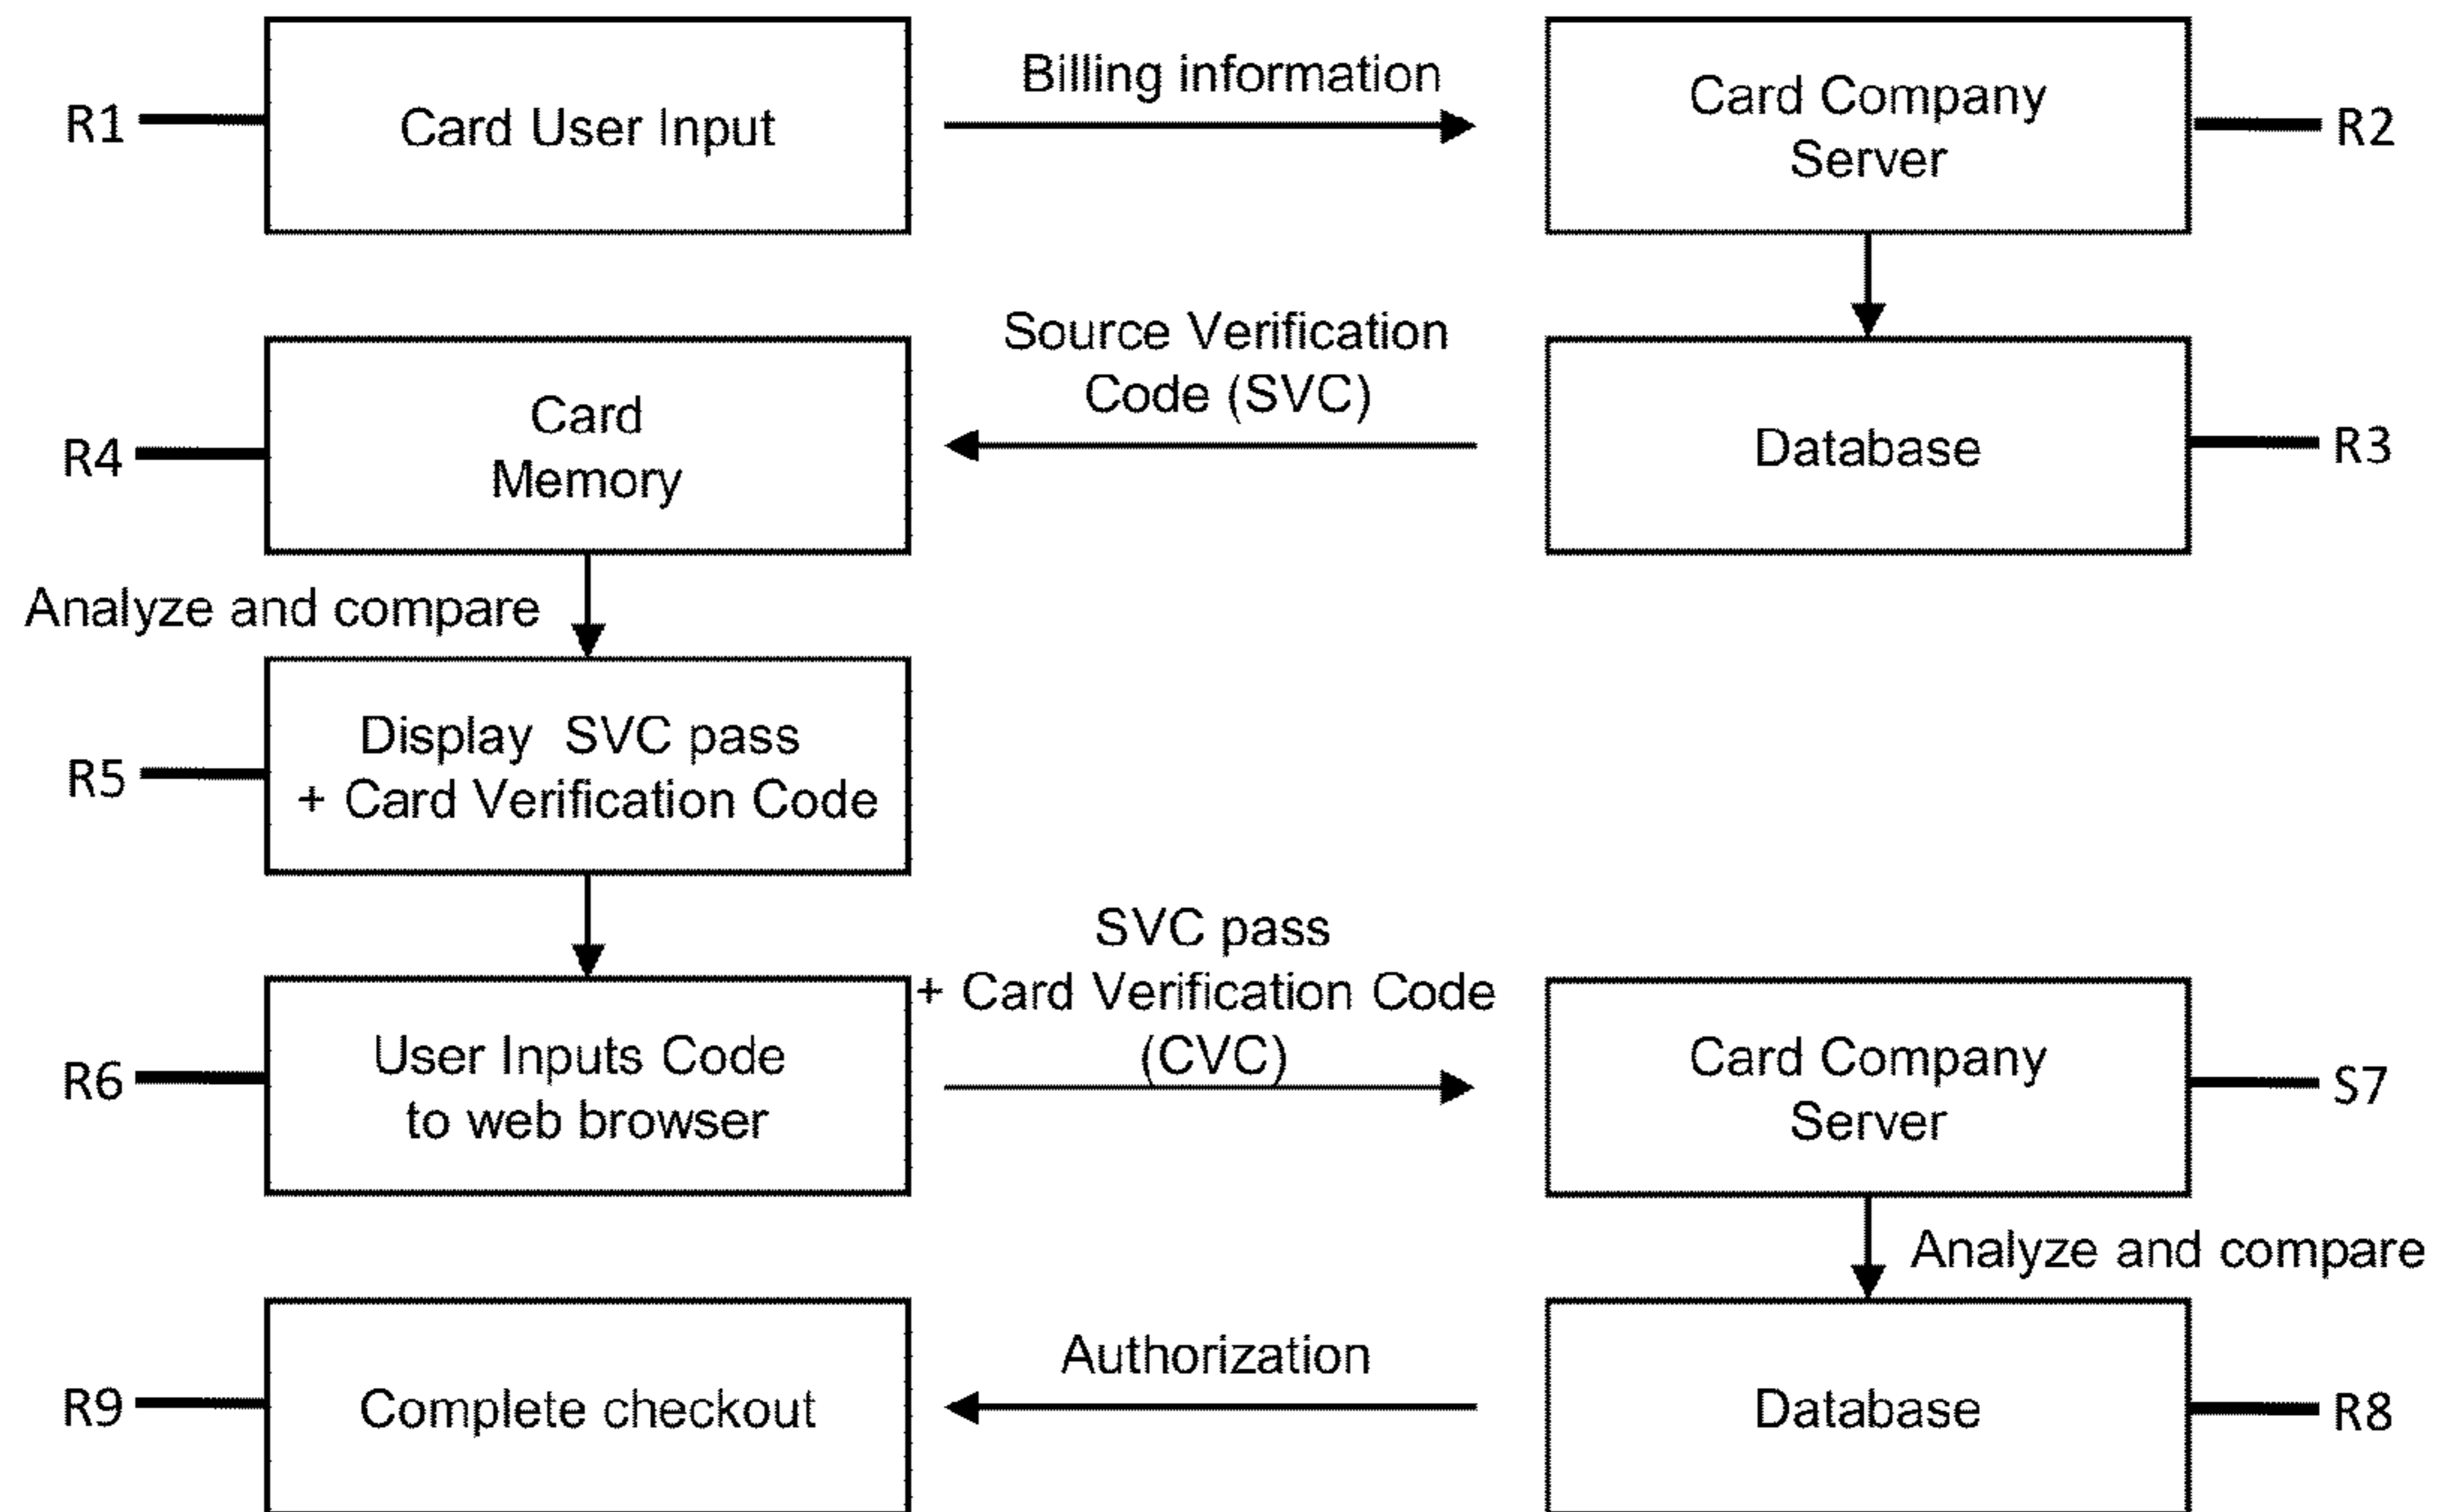 R1
Card User Input
Billing information
Card Company
Server
R2
R4
Card
Memory
Source Verification
Code (SVC)
Database
R3
Analyze and compare
R5
Display SVC pass
+ Card Verification Code
R6
User Inputs Code
to web browser
SVC pass
+ Card Verification Code
(CVC)
Card Company
Server
S7
Analyze and compare
R9
Complete checkout
Authorization
Database
R8